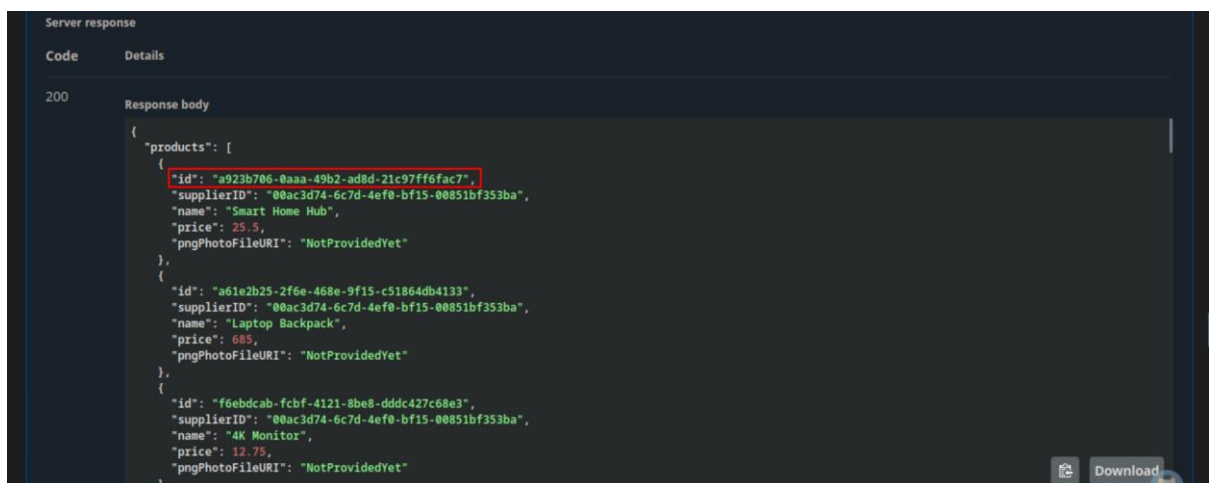 Server response
Code Details
200
Response body
{
"products": [
{
"id": "a923b706-0aaa-49b2-ad8d-21c97ff6fac7",
"supplierID": "00ac3d74-6c7d-4ef0-bf15-00851bf353ba",
"name": "Smart Home Hub",
"price": 25.5,
"pngPhotoFileURI": "NotProvidedYet"
},
{
"id": "a61e2b25-2f6e-468e-9f15-c51864db4133",
"supplierID": "00ac3d74-6c7d-4ef0-bf15-00851bf353ba",
"name": "Laptop Backpack",
"price": 685,
"pngPhotoFileURI": "NotProvidedYet"
},
{
"id": "f6ebdcab-fcbf-4121-8be8-dddc427c68e3",
"supplierID": "00ac3d74-6c7d-4ef0-bf15-00851bf353ba",
"name": "4K Monitor",
"price": 12.75,
"pngPhotoFileURI": "NotProvidedYet"
Download